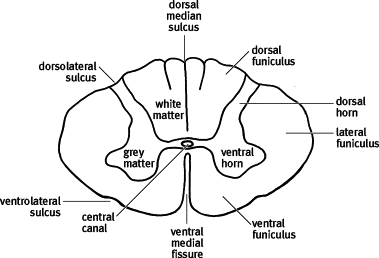 dorsal
median
sulcus
dorsal
funiculus
dorsolateral
sulcus
white
matter
dorsal
horn
lateral
funiculus
grey
matter
ventral
horn
ventrolateral
sulcus
central
canal
ventral
medial
fissure
ventral
funiculus